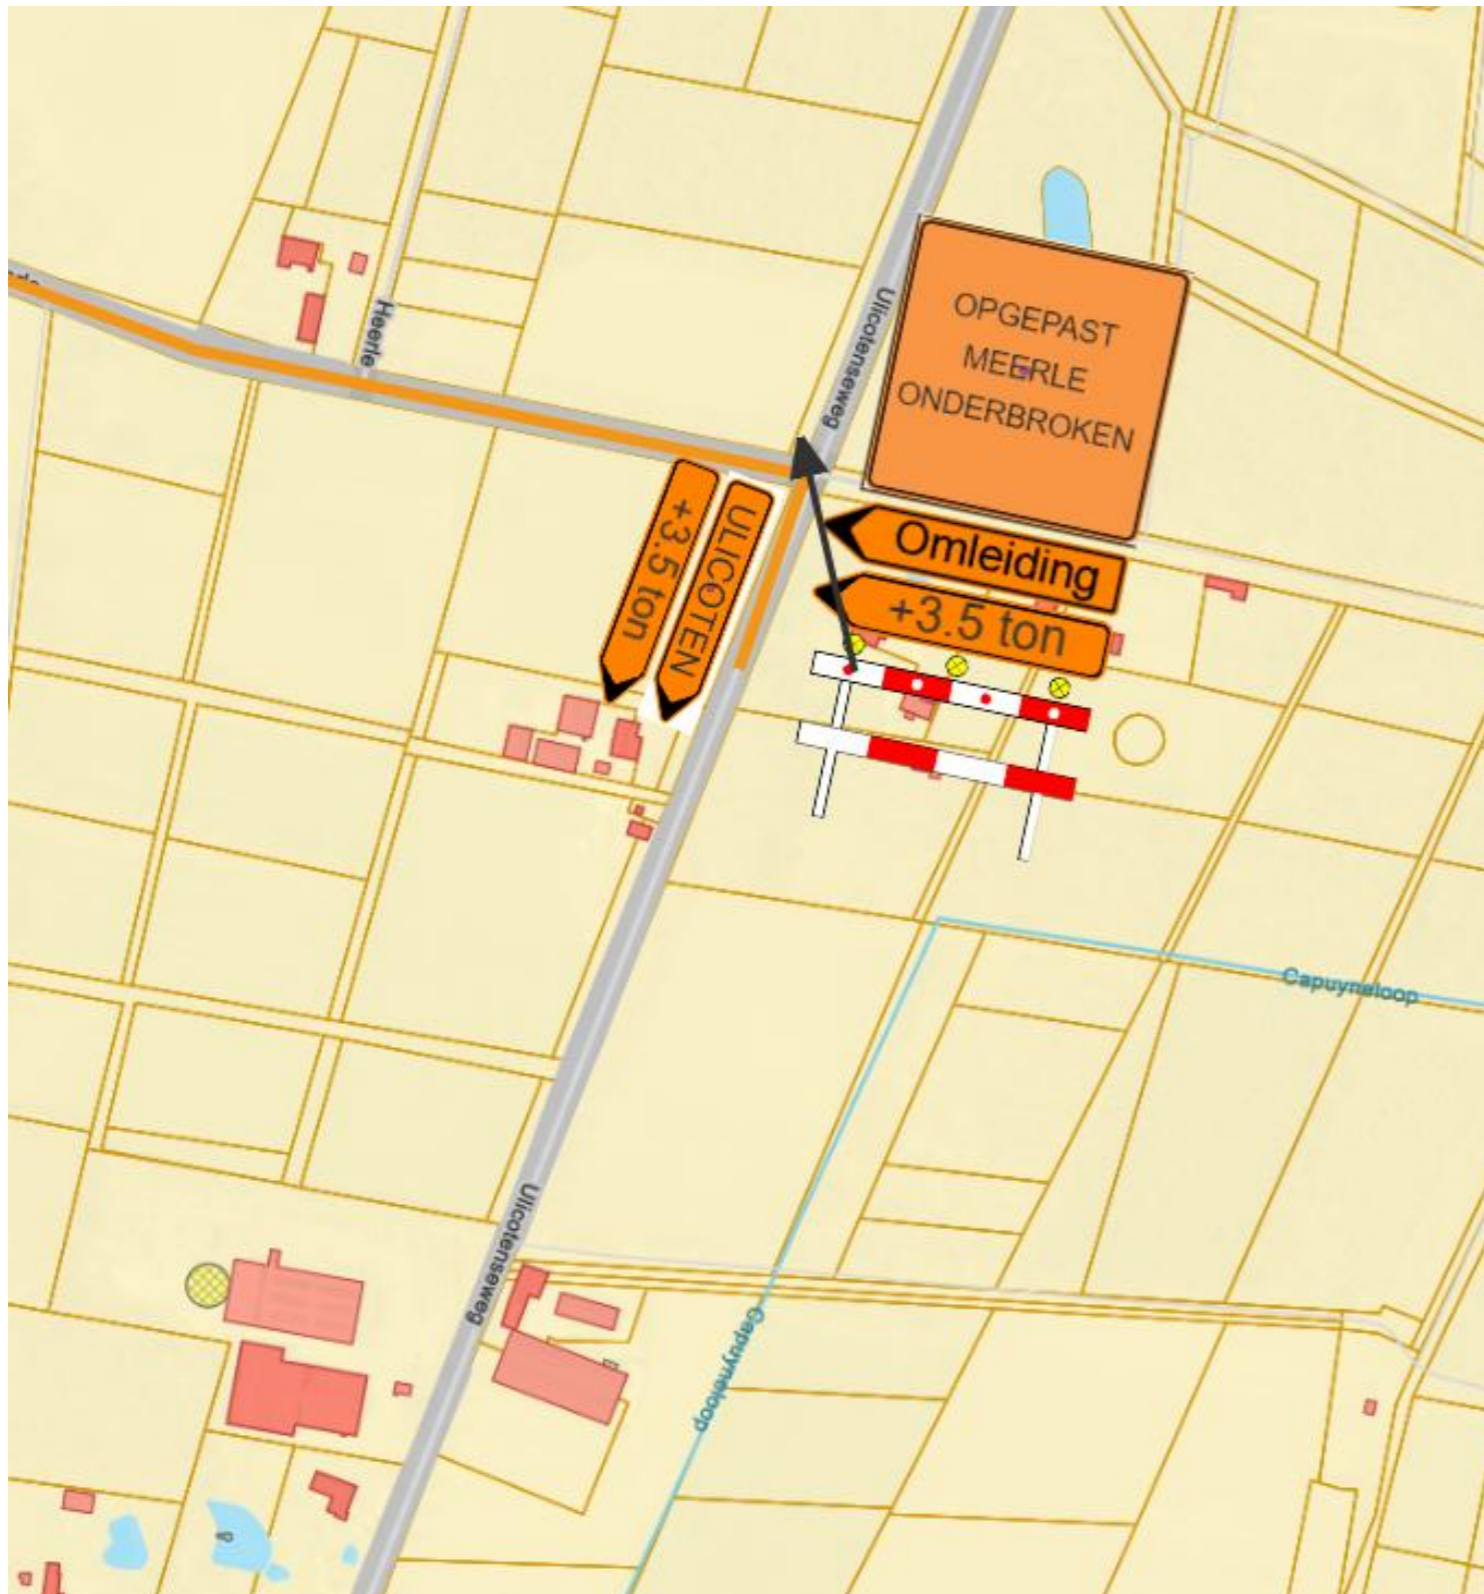 Heerle
Ulicotenseweg
OPGEPAST
MEERLE
ONDERBROKEN
+3.5 ton
ULICOTEN
Omleiding
+3.5 ton
Capuyneloop
Ulicotenseweg
Capuyneloop